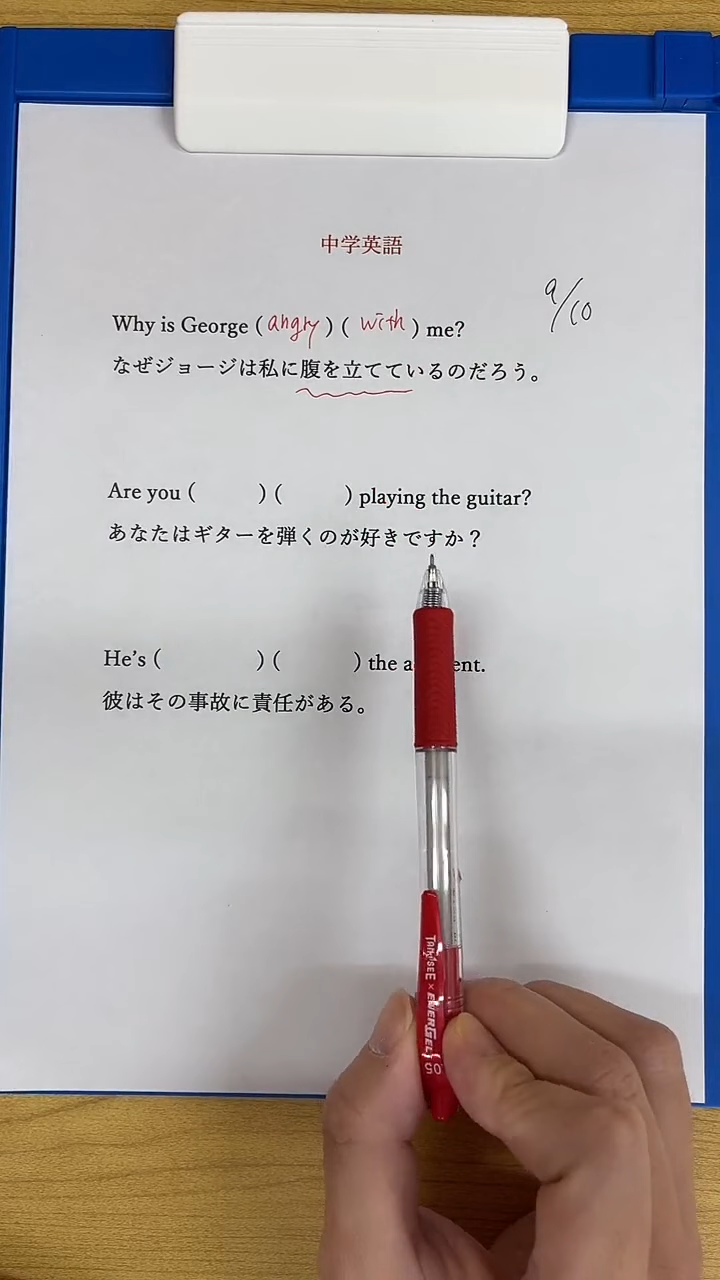 中学英語
9/10
Why is George (angry) (with) me?
なぜジョージは私に腹を立てているのだろう。
Are you ( ) ( ) playing the guitar?
あなたはギターを弾くのが好きですか？
He's ( ) ( ) the a ent.
彼はその事故に責任がある。
ENERGEL